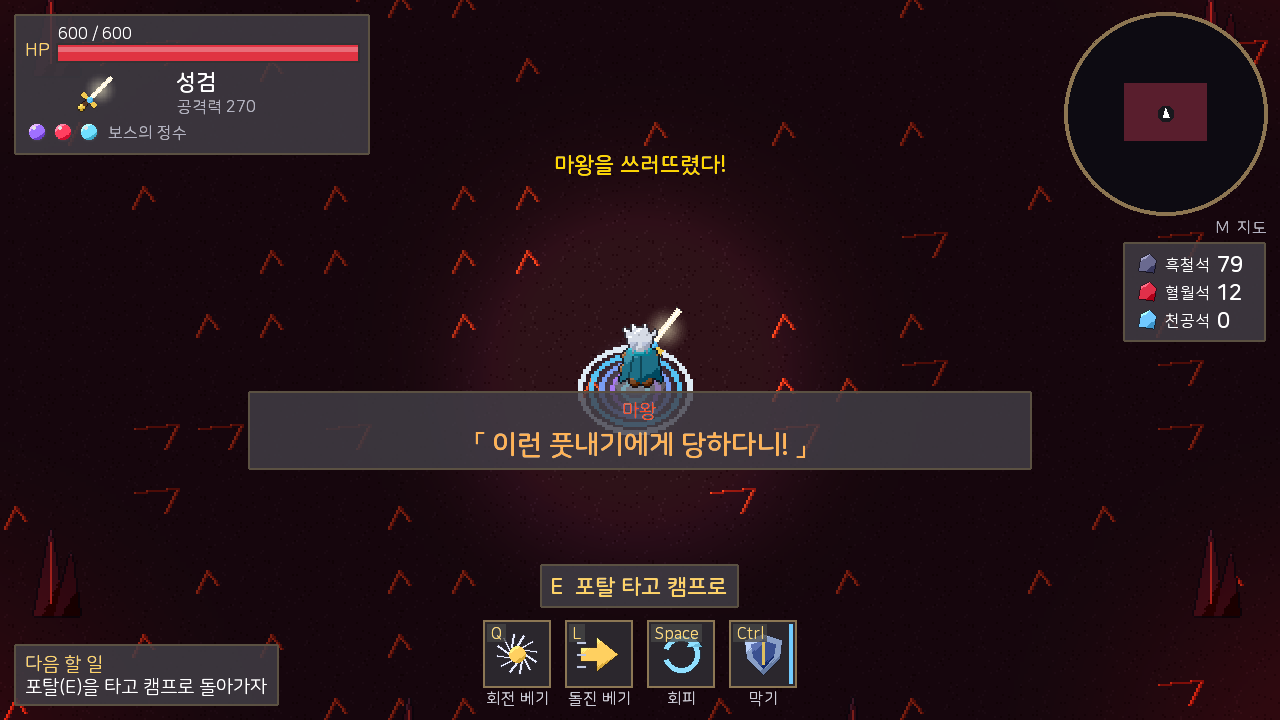 600 / 600
HP
성검
공격력 270
보스의 정수
마왕을 쓰러뜨렸다!
M 지도
흑철석 79
혈월석 12
천공석 0
마왕
「 이런 풋내기에게 당하다니! 」
E 포탈 타고 캠프로
Q
L
Space
Ctrl
회전 베기
돌진 베기
회피
막기
다음 할 일
포탈(E)을 타고 캠프로 돌아가자